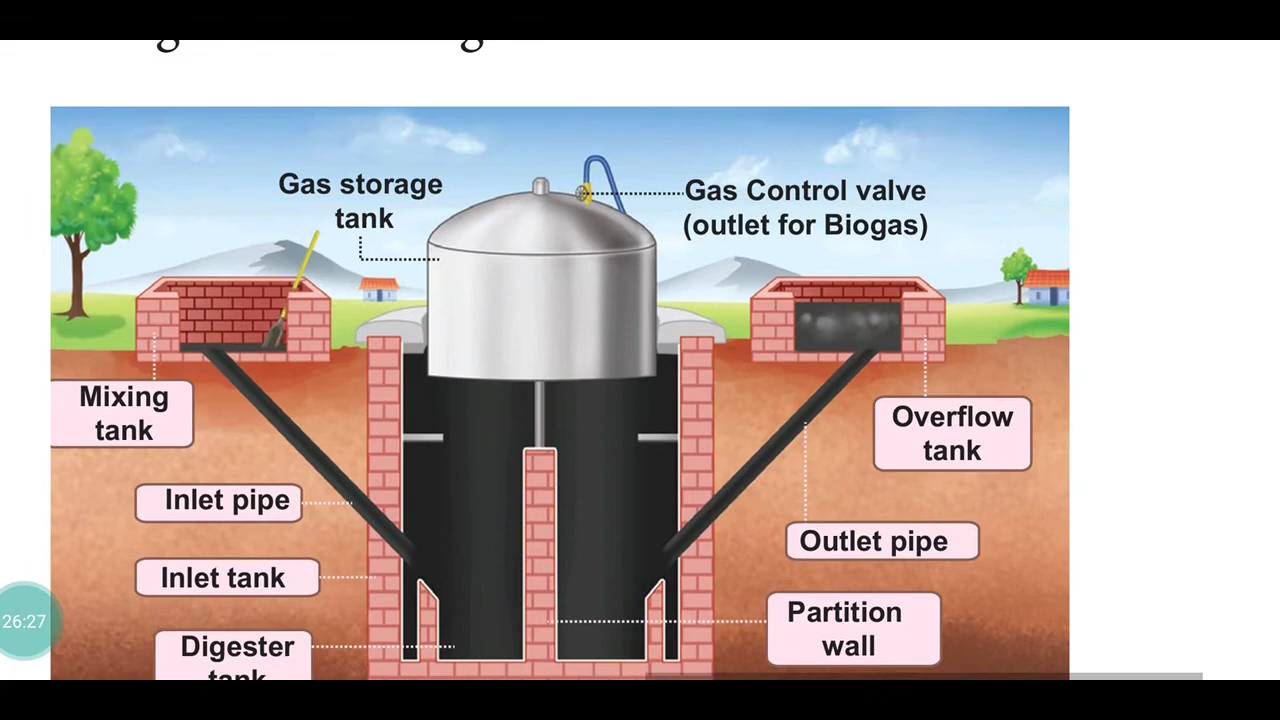 Gas storage
tank
Gas Control valve
(outlet for Biogas)
Mixing
tank
Overflow
tank
Inlet pipe
Outlet pipe
Inlet tank
Partition
wall
Digester
tank
26:27